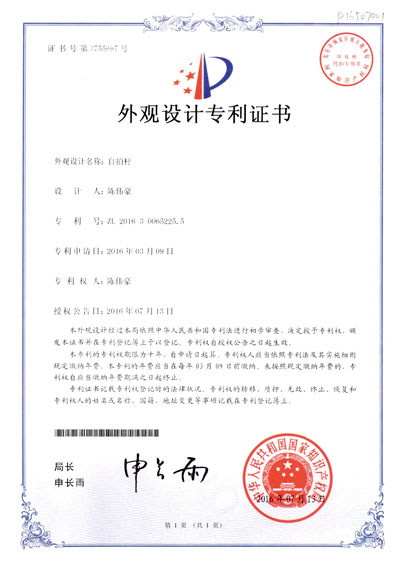 P16507001
证书号第3755697号
外观设计专利证书
外观设计名称:自拍杆
设 计 人:陈伟豪
专 利 号:ZL 2016 3 0065225.5
专利申请日:2016年03月09日
专 利 权 人:陈伟豪
授权公告日:2016年07月13日
本外观设计经过本局依照中华人民共和国专利法进行初步审查,决定授予专利权,颁
发本证书并在专利登记簿上予以登记。专利权自授权公告之日起生效。
本专利的专利权期限为十年,自申请日起算。专利权人应当依照专利法及其实施细则
规定缴纳年费。本专利的年费应当在每年03月09日前缴纳。未按照规定缴纳年费的,专利
权自应当缴纳年费期满之日起终止。
专利证书记载专利权登记时的法律状况。专利权的转移、质押、无效、终止、恢复和
专利权人的姓名或名称、国籍、地址变更等事项记载在专利登记簿上。
局长
申长雨
申长雨
中华人民共和国国家知识产权局
2016年07月13日
第1页(共1页)